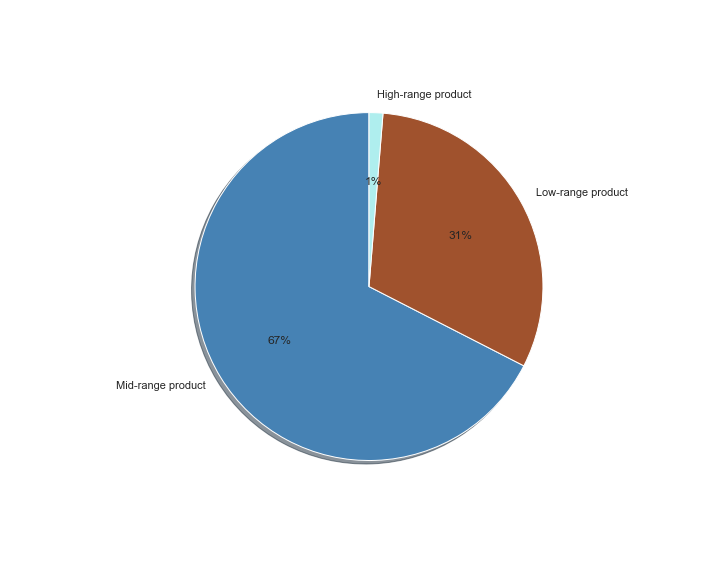 High-range product
1%
Low-range product
31%
67%
Mid-range product